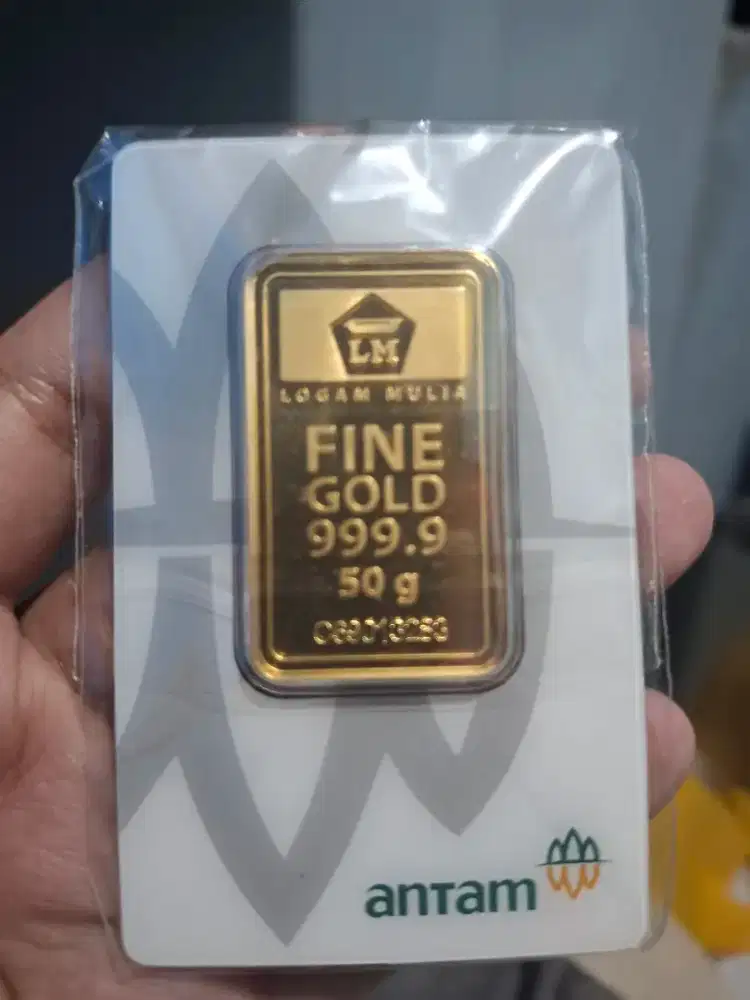 LM
LOGAM MULIA
FINE
GOLD
999.9
50 g
antam